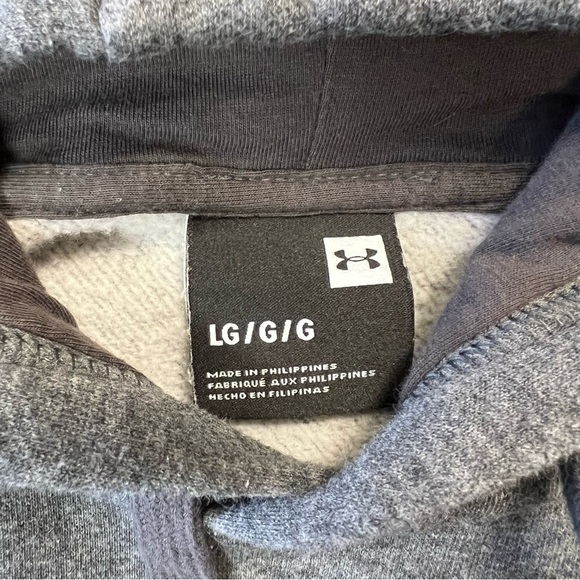 LG/G/G
MADE IN PHILIPPINES
FABRIQUÉ AUX PHILIPPINES
HECHO EN FILIPINAS